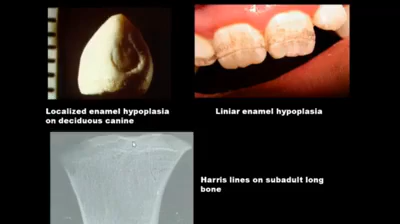 Localized enamel hypoplasia
on deciduous canine
Liniar enamel hypoplasia
Harris lines on subadult long
bone